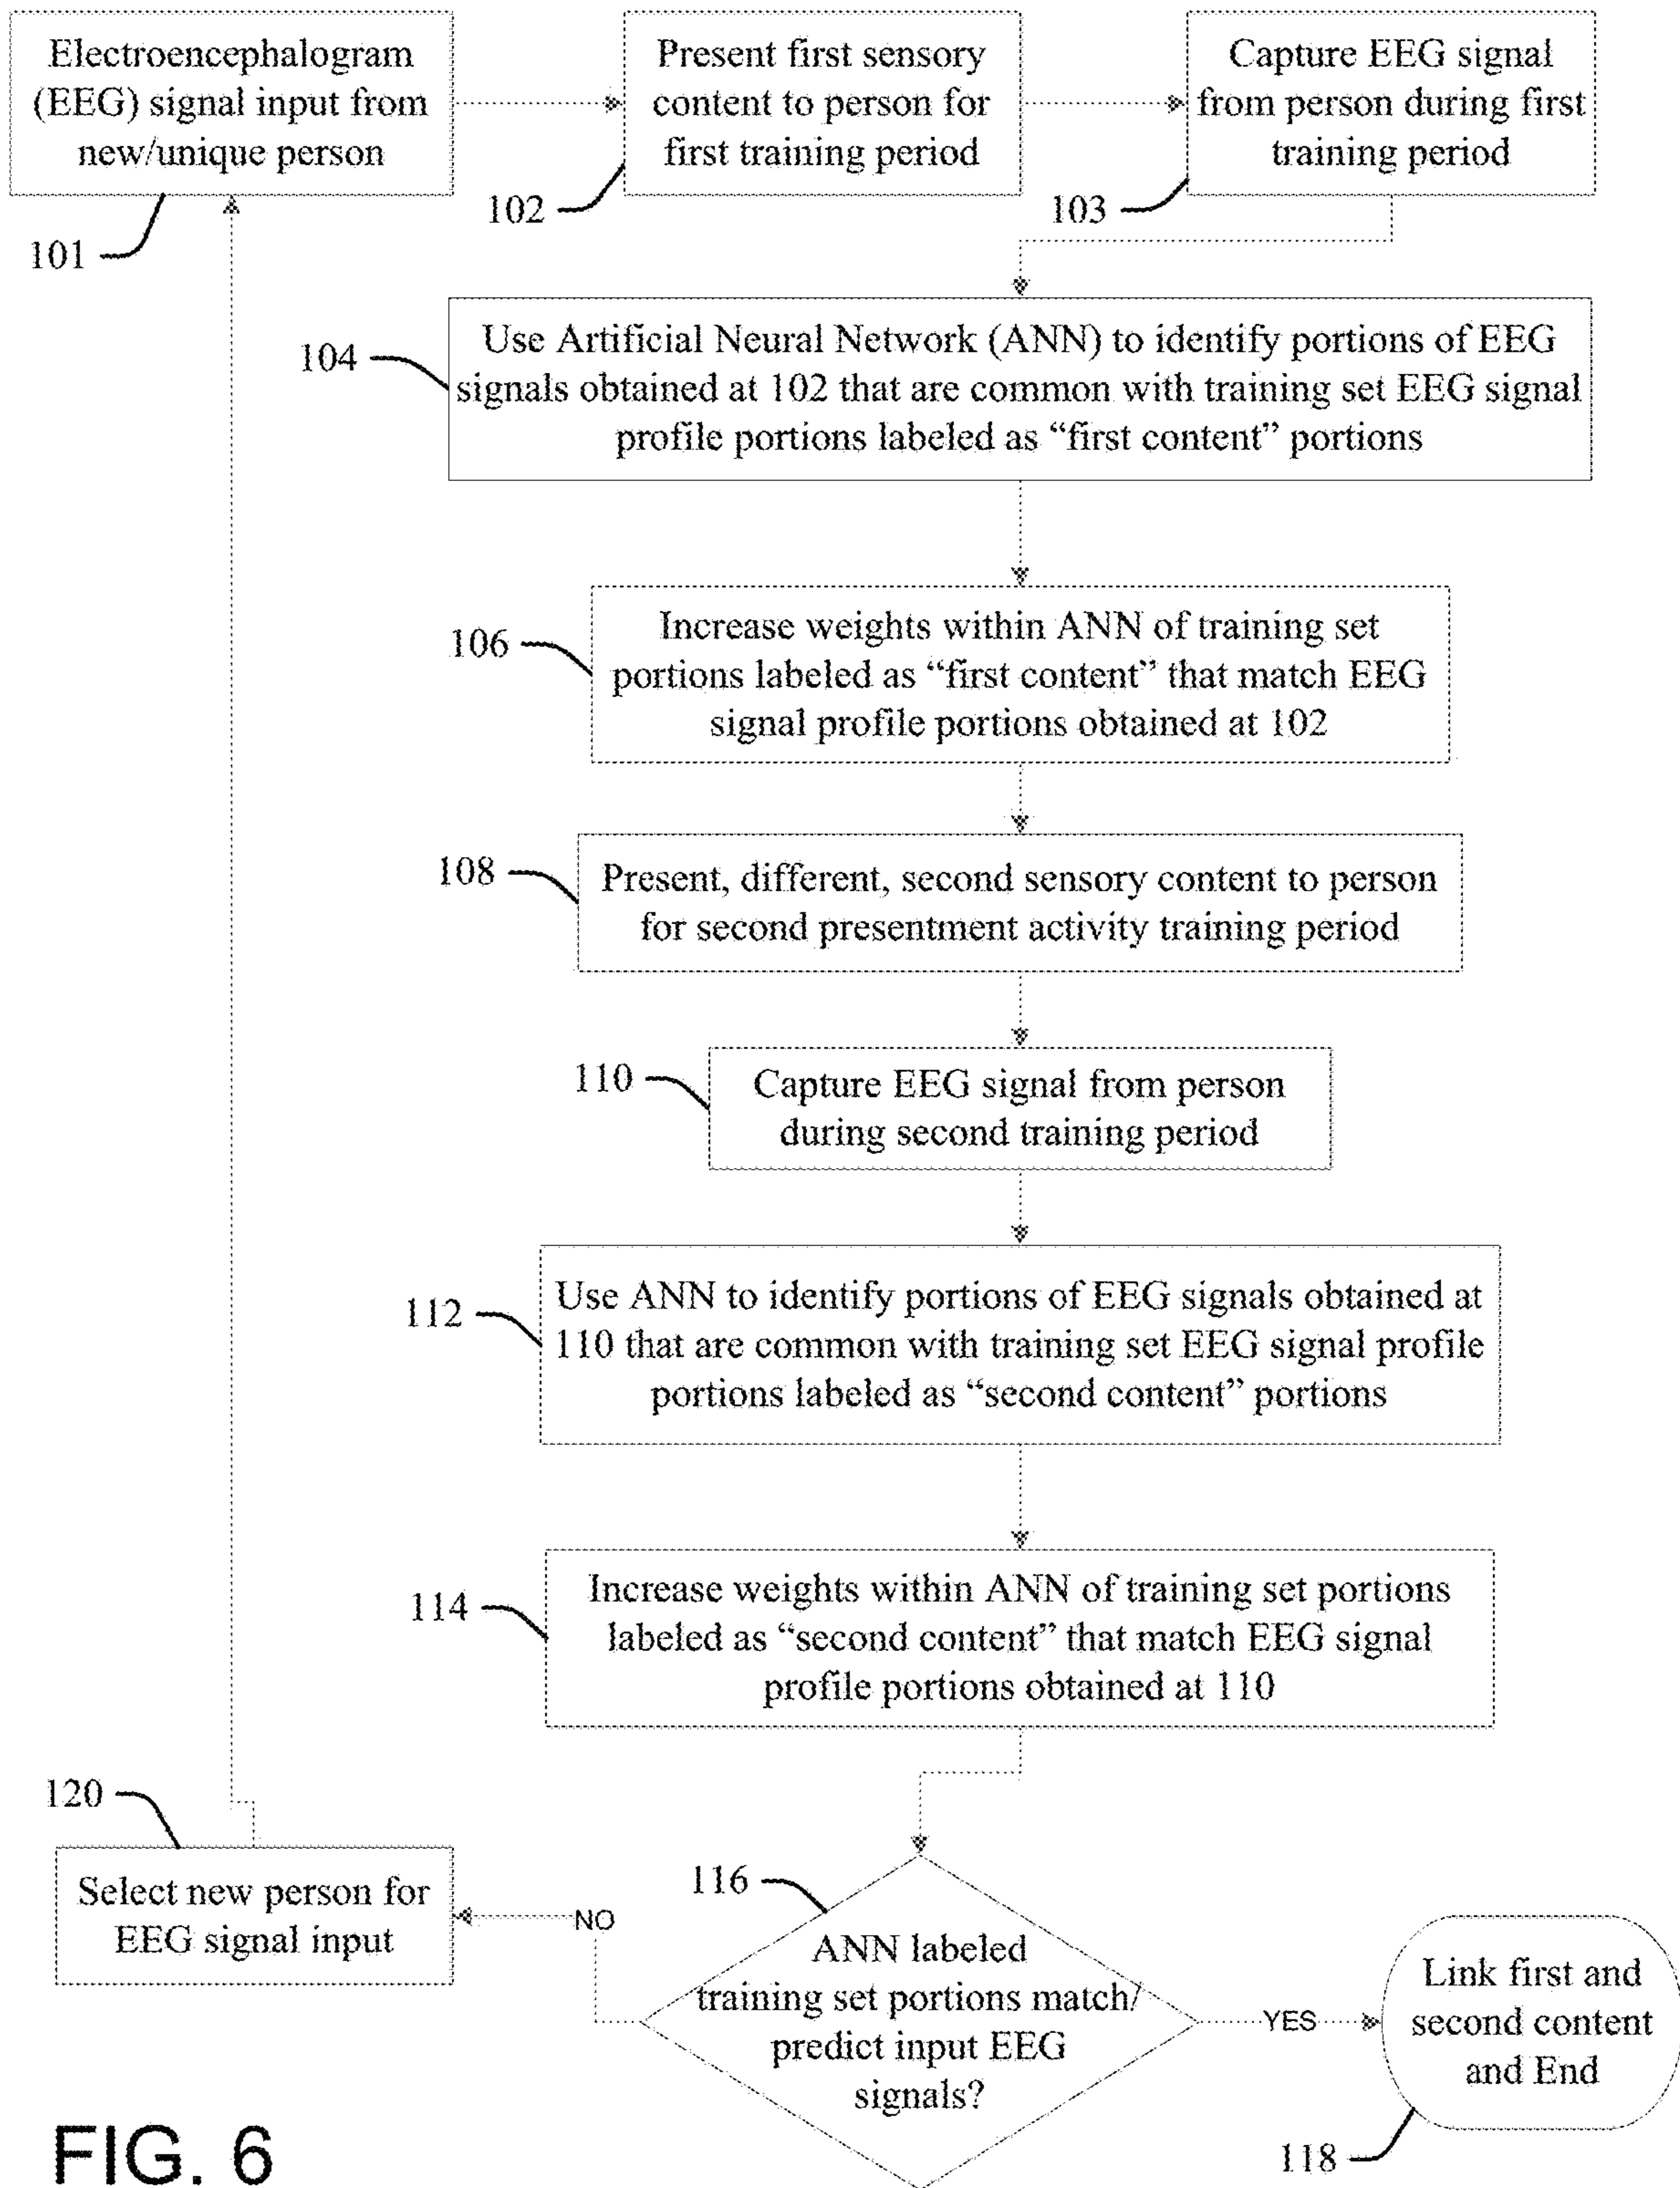 Electroencephalogram
(EEG) signal input from
new/unique person
101
Present first sensory
content to person for
first training period
102
Capture EEG signal
from person during first
training period
103
104
Use Artificial Neural Network (ANN) to identify portions of EEG
signals obtained at 102 that are common with training set EEG signal
profile portions labeled as “first content” portions
106
Increase weights within ANN of training set
portions labeled as “first content” that match EEG
signal profile portions obtained at 102
108
Present, different, second sensory content to person
for second presentment activity training period
110
Capture EEG signal from person
during second training period
112
Use ANN to identify portions of EEG signals obtained at
110 that are common with training set EEG signal profile
portions labeled as “second content” portions
114
Increase weights within ANN of training set portions
labeled as “second content” that match EEG signal
profile portions obtained at 110
120
Select new person for
EEG signal input
NO
116
ANN labeled
training set portions match/
predict input EEG
signals?
YES
Link first and
second content
and End
118
FIG. 6